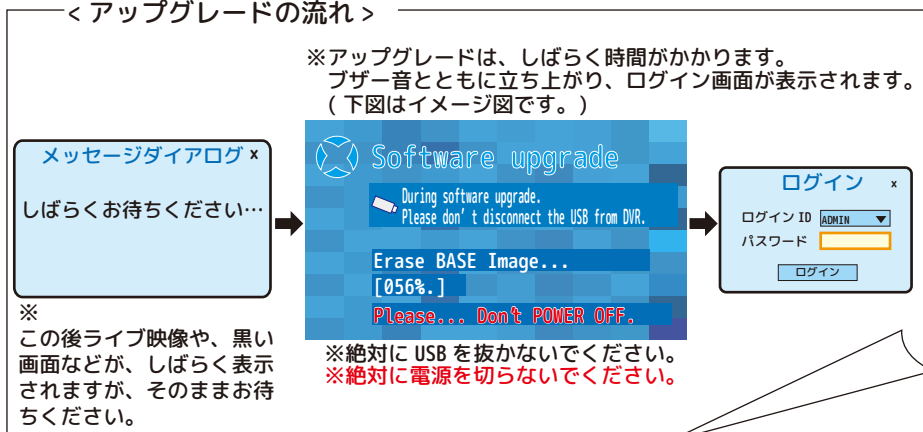 <アップグレードの流れ>
※アップグレードは、しばらく時間がかかります。
ブザー音とともに立ち上がり、ログイン画面が表示されます。
(下図はイメージ図です。)
メッセージダイアログ x
しばらくお待ちください…
※
この後ライブ映像や、黒い
画面などが、しばらく表示
されますが、そのままお待
ちください。
Software upgrade
During software upgrade.
Please don't disconnect the USB from DVR.
Erase BASE Image...
[056%.]
Please... Don't POWER OFF.
※絶対に USB を抜かないでください。
※絶対に電源を切らないでください。
ログイン x
ログイン ID ADMIN ▼
パスワード
ログイン